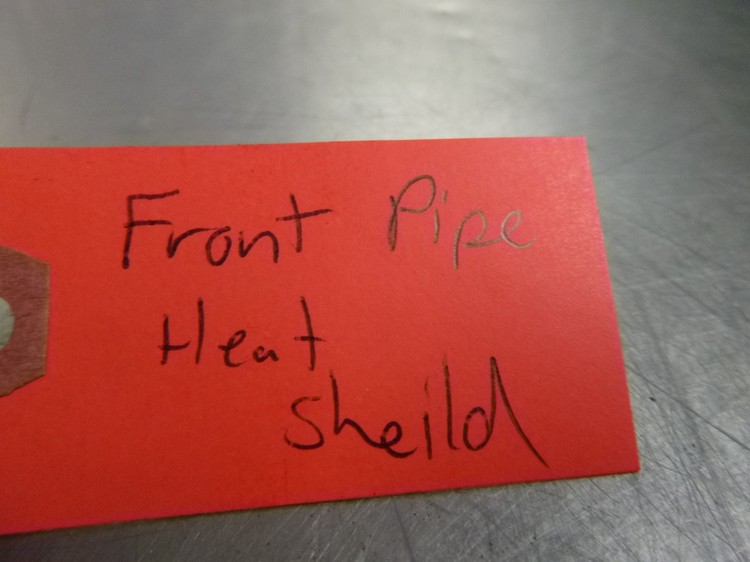 Front Pipe
Heat
Sheild